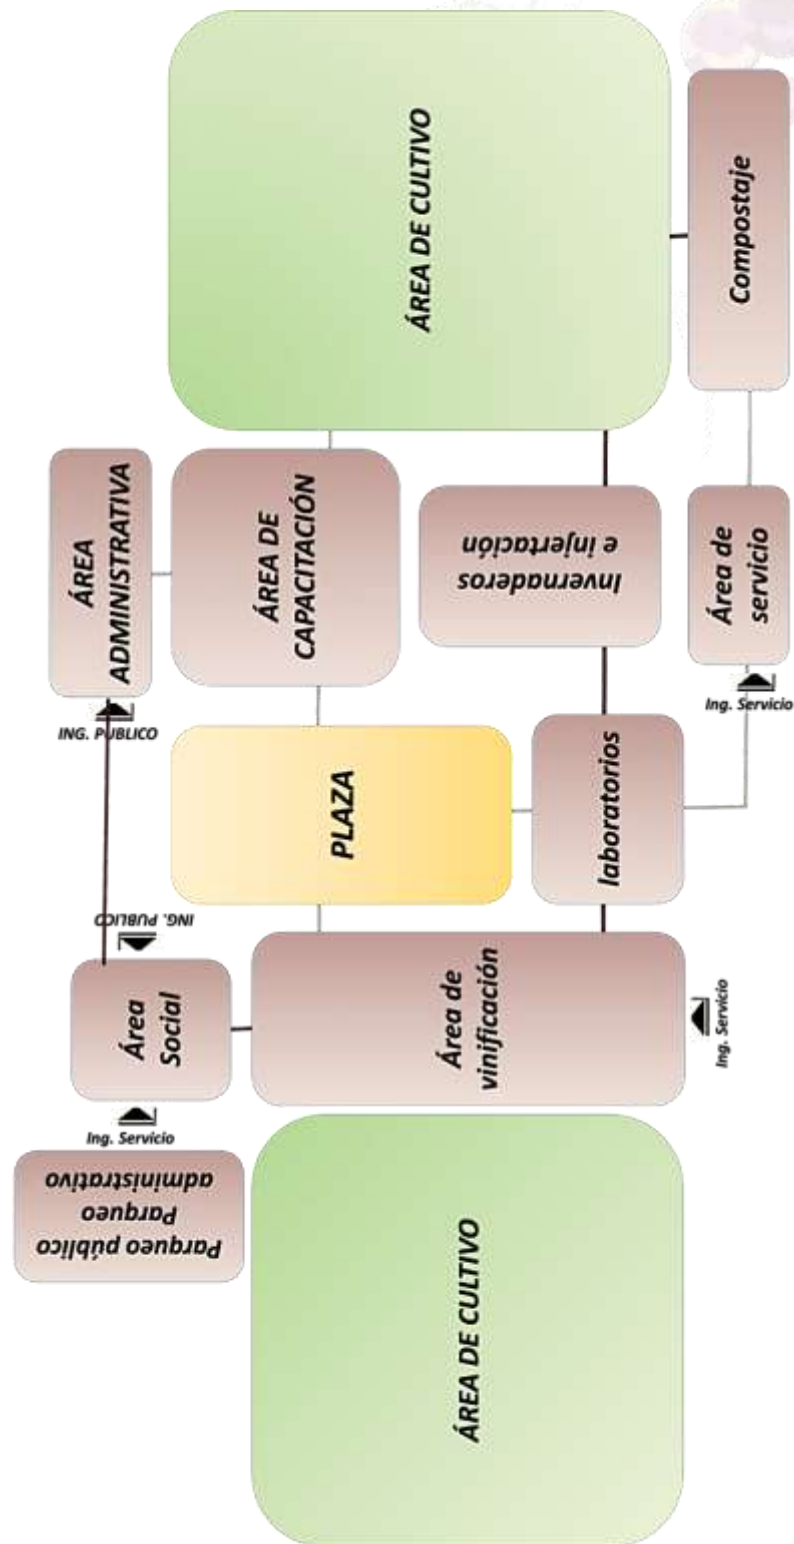 ÁREA DE CULTIVO
Compostaje
ÁREA
ADMINISTRATIVA
ÁREA DE
CAPACITACIÓN
Invernaderos
e injertación
Área de
servicio
ING. PUBLICO
Ing. Servicio
PLAZA
laboratorios
ING. PUBLICO
Área
Social
Área de
vinificación
Ing. Servicio
Ing. Servicio
Parqueo público
Parqueo
administrativo
ÁREA DE CULTIVO